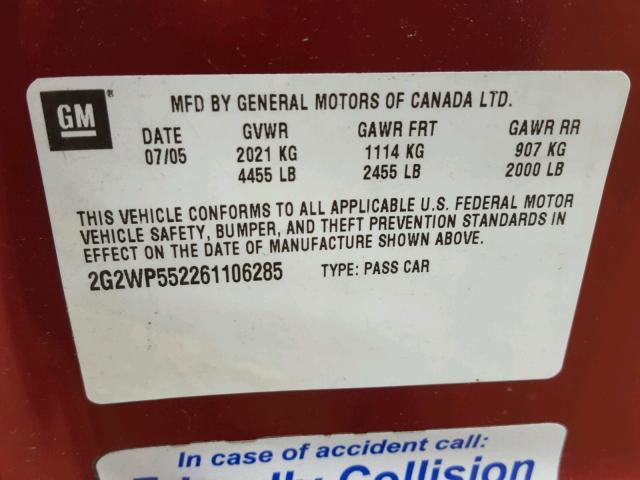 GM
MFD BY GENERAL MOTORS OF CANADA LTD.
DATE GVWR GAWR FRT GAWR RR
07/05 2021 KG 1114 KG 907 KG
4455 LB 2455 LB 2000 LB
THIS VEHICLE CONFORMS TO ALL APPLICABLE U.S. FEDERAL MOTOR
VEHICLE SAFETY, BUMPER, AND THEFT PREVENTION STANDARDS IN
EFFECT ON THE DATE OF MANUFACTURE SHOWN ABOVE.
2G2WP552261106285 TYPE: PASS CAR
In case of accident call:
Friendly Collision